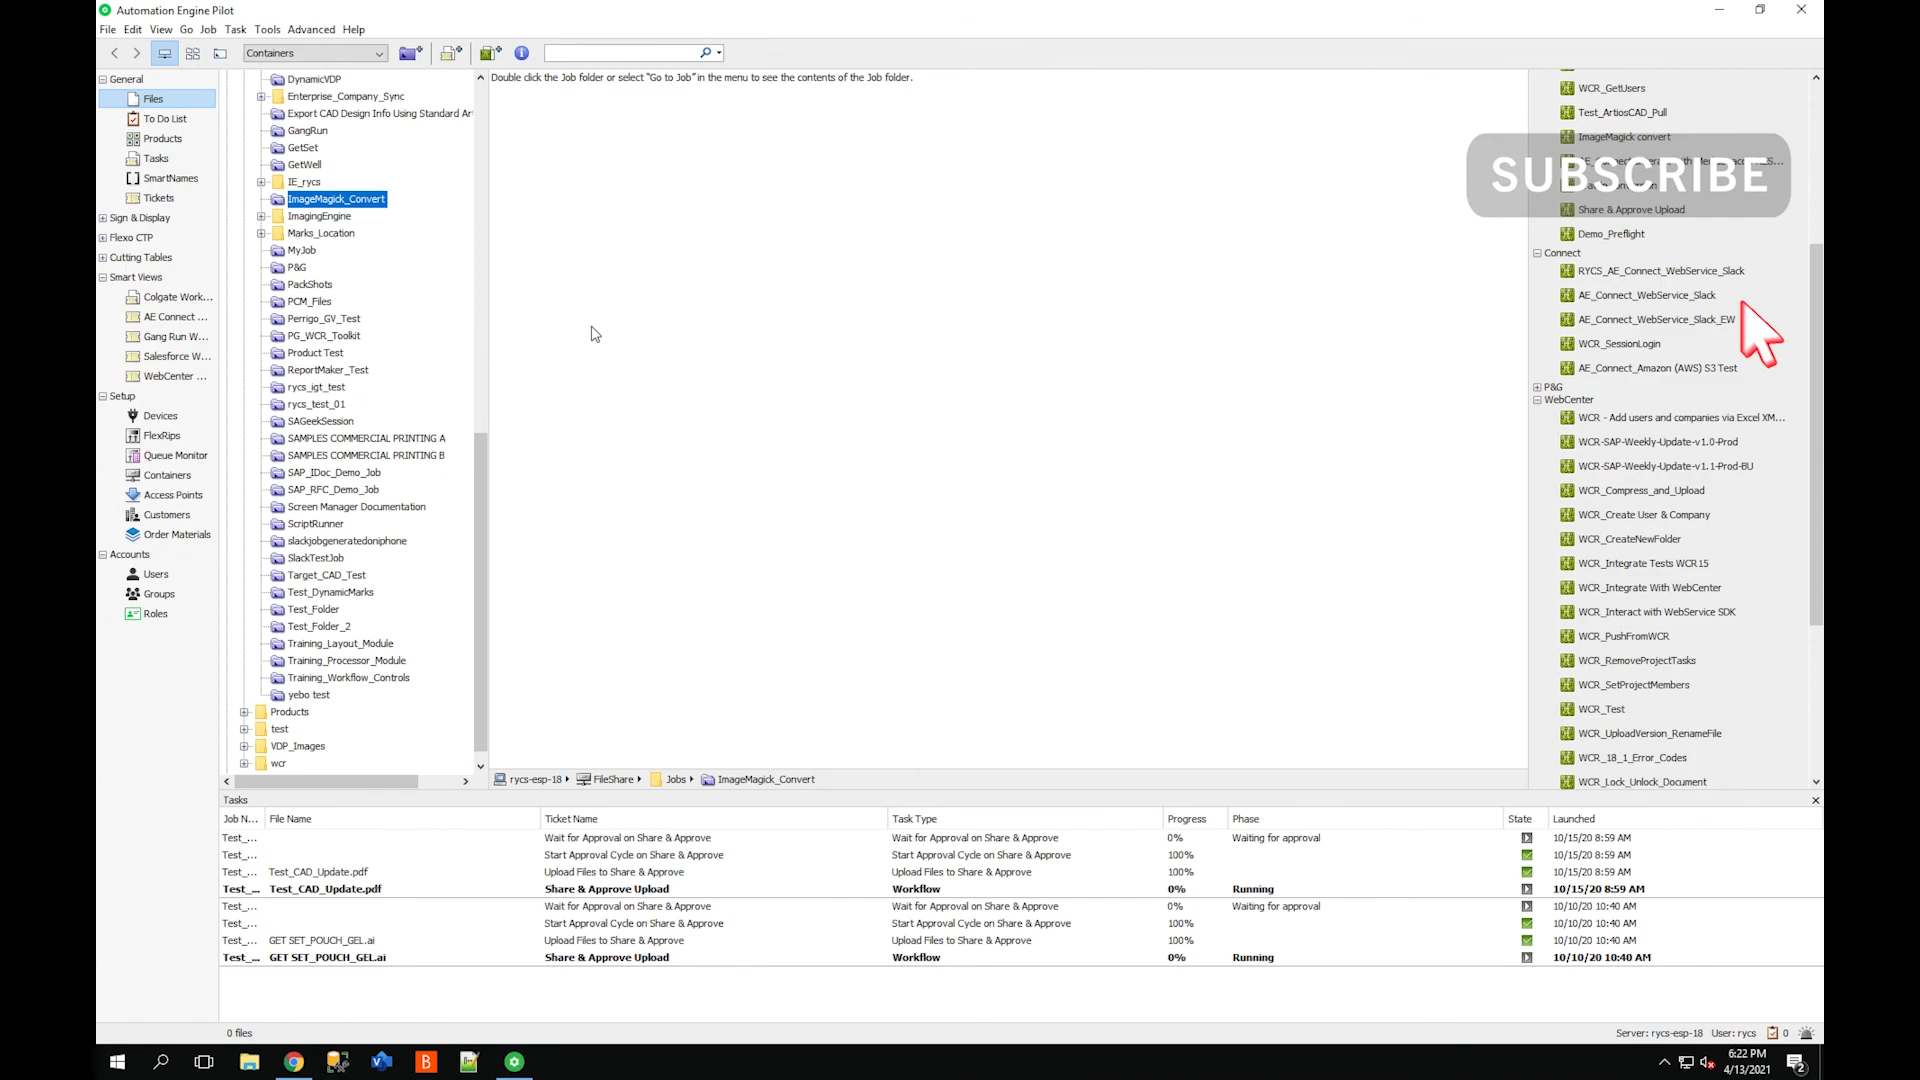 Automation Engine Pilot
File Edit View Go Job Task Tools Advanced Help
Containers
General
Files
To Do List
Products
Tasks
SmartNames
Tickets
Sign & Display
Flexo CTP
Cutting Tables
Smart Views
Colgate Work...
AE Connect ...
Gang Run W...
Salesforce W...
WebCenter ...
Setup
Devices
FlexRips
Queue Monitor
Containers
Access Points
Customers
Order Materials
Accounts
Users
Groups
Roles
DynamicVDP
Enterprise_Company_Sync
Export CAD Design Info Using Standard Ar
GangRun
GetSet
GetWell
IE_rycs
ImageMagick_Convert
ImagingEngine
Marks_Location
MyJob
P&G
PackShots
PCM_Files
Perrigo_GV_Test
PG_WCR_Toolkit
Product Test
ReportMaker_Test
rycs_igt_test
rycs_test_01
SAGeekSession
SAMPLES COMMERCIAL PRINTING A
SAMPLES COMMERCIAL PRINTING B
SAP_IDoc_Demo_Job
SAP_RFC_Demo_Job
Screen Manager Documentation
ScriptRunner
slackjobgeneratedoniphone
SlackTestJob
Target_CAD_Test
Test_DynamicMarks
Test_Folder
Test_Folder_2
Training_Layout_Module
Training_Processor_Module
Training_Workflow_Controls
yebo test
Products
test
VDP_Images
wcr
Double click the Job folder or select "Go to Job" in the menu to see the contents of the Job folder.
rycs-esp-18 FileShare Jobs ImageMagick_Convert
WCR_GetUsers
Test_ArtiosCAD_Pull
ImageMagick convert
SUBSCRIBE
Share & Approve Upload
Demo_Preflight
Connect
RYCS_AE_Connect_WebService_Slack
AE_Connect_WebService_Slack
AE_Connect_WebService_Slack_EW
WCR_SessionLogin
AE_Connect_Amazon (AWS) S3 Test
P&G
WebCenter
WCR - Add users and companies via Excel XM...
WCR-SAP-Weekly-Update-v1.0-Prod
WCR-SAP-Weekly-Update-v1.1-Prod-BU
WCR_Compress_and_Upload
WCR_Create User & Company
WCR_CreateNewFolder
WCR_Integrate Tests WCR15
WCR_Integrate With WebCenter
WCR_Interact with WebService SDK
WCR_PushFromWCR
WCR_RemoveProjectTasks
WCR_SetProjectMembers
WCR_Test
WCR_UploadVersion_RenameFile
WCR_18_1_Error_Codes
WCR_Lock_Unlock_Document
Tasks
Job N... File Name Ticket Name Task Type Progress Phase State Launched
Test_... Wait for Approval on Share & Approve Wait for Approval on Share & Approve 0% Waiting for approval 10/15/20 8:59 AM
Test_... Start Approval Cycle on Share & Approve Start Approval Cycle on Share & Approve 100% 10/15/20 8:59 AM
Test_... Test_CAD_Update.pdf Upload Files to Share & Approve Upload Files to Share & Approve 100% 10/15/20 8:59 AM
Test_... Test_CAD_Update.pdf Share & Approve Upload Workflow 0% Running 10/15/20 8:59 AM
Test_... Wait for Approval on Share & Approve Wait for Approval on Share & Approve 0% Waiting for approval 10/10/20 10:40 AM
Test_... Start Approval Cycle on Share & Approve Start Approval Cycle on Share & Approve 100% 10/10/20 10:40 AM
Test_... GET SET_POUCH_GEL.ai Upload Files to Share & Approve Upload Files to Share & Approve 100% 10/10/20 10:40 AM
Test_... GET SET_POUCH_GEL.ai Share & Approve Upload Workflow 0% Running 10/10/20 10:40 AM
0 files Server: rycs-esp-18 User: rycs 0
6:22 PM
4/13/2021
2